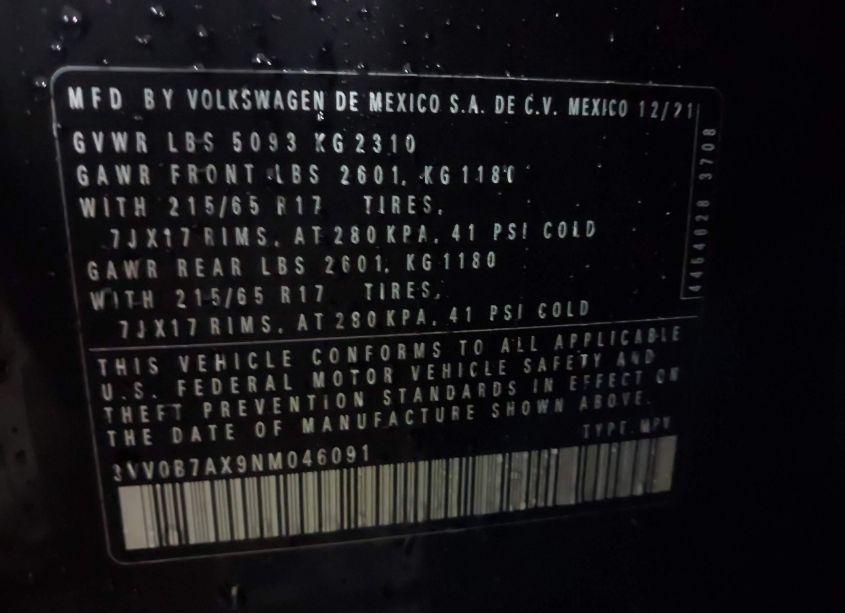 MFD BY VOLKSWAGEN DE MEXICO S.A. DE C.V. MEXICO 12/21
GVWR LBS 5093 KG 2310
GAWR FRONT LBS 2601, KG 1180
WITH 215/65 R17 TIRES,
7JX17 RIMS, AT 280 KPA, 41 PSI COLD
GAWR REAR LBS 2601, KG 1180
WITH 215/65 R17 TIRES,
7JX17 RIMS, AT 280 KPA, 41 PSI COLD
4464028 3708
THIS VEHICLE CONFORMS TO ALL APPLICABLE
U.S. FEDERAL MOTOR VEHICLE SAFETY AND
THEFT PREVENTION STANDARDS IN EFFECT ON
THE DATE OF MANUFACTURE SHOWN ABOVE.
TYPE:MPV
3VV0B7AX9NM046091